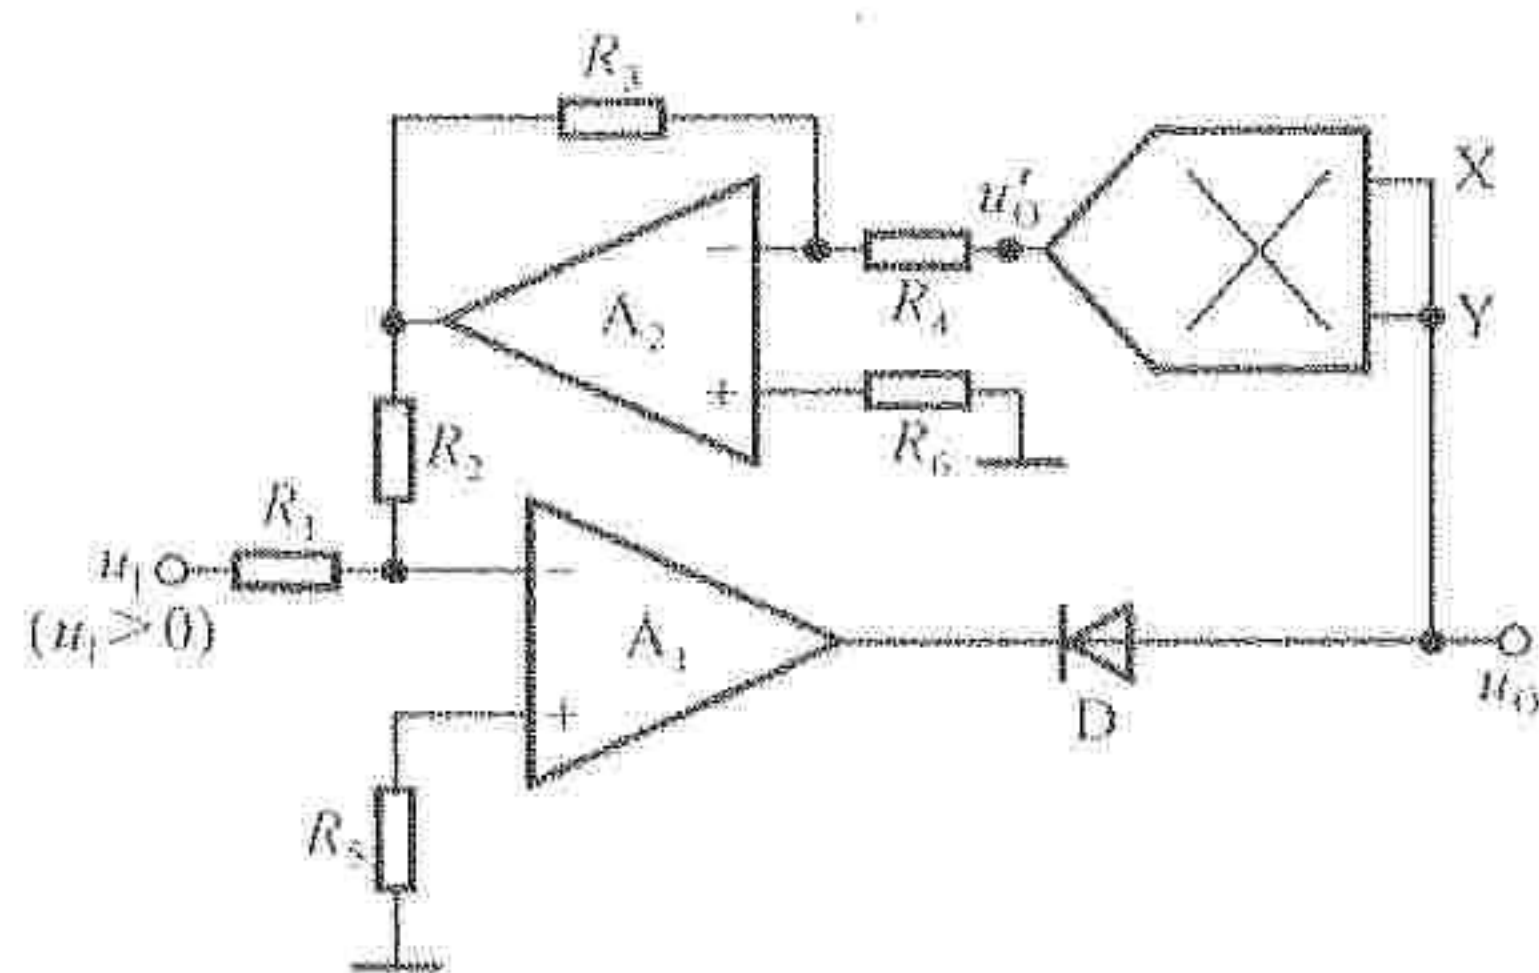 R₃
u′O
X
−
A₂
R₄
Y
+
R₆
R₂
R₁
uI
(uI > 0)
−
A₁
+
D
uO
R₅